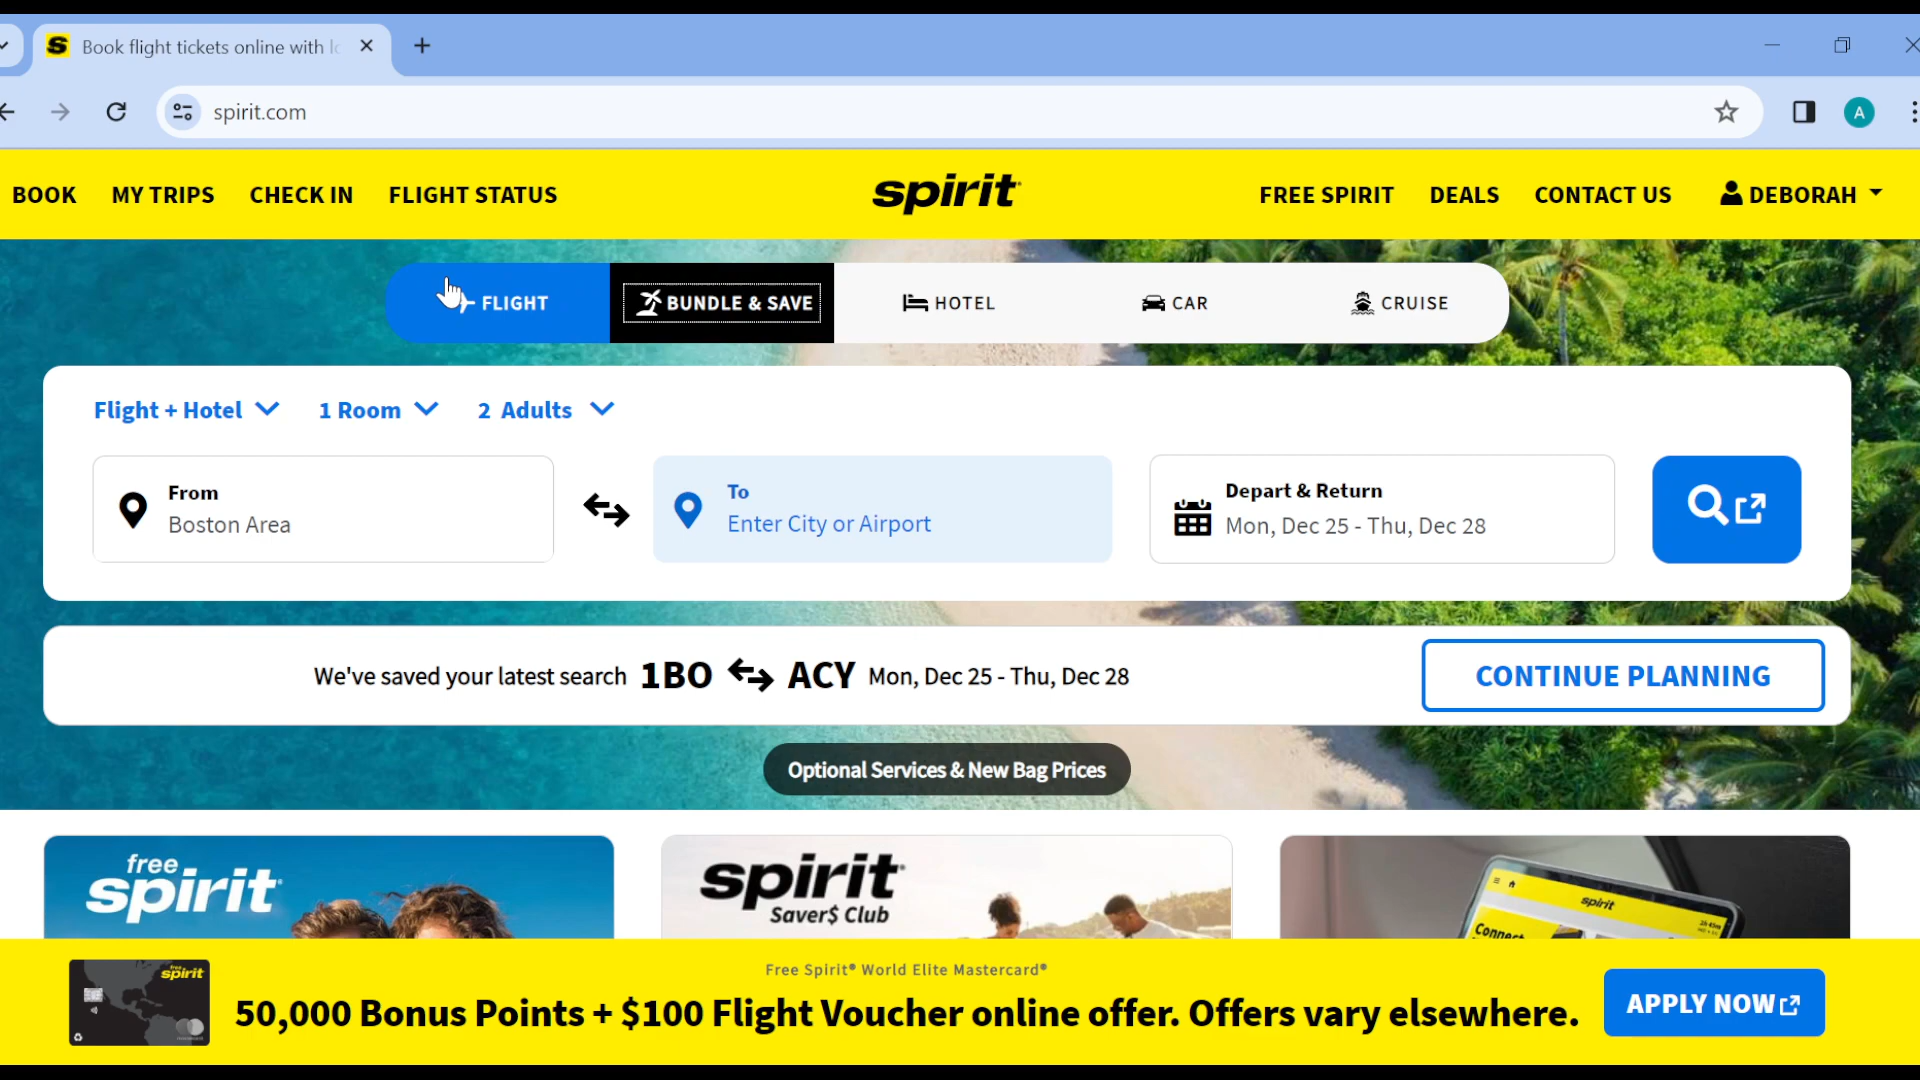 Book flight tickets online with lo
spirit.com
A
BOOK MY TRIPS CHECK IN FLIGHT STATUS spirit FREE SPIRIT DEALS CONTACT US DEBORAH
FLIGHT BUNDLE & SAVE HOTEL CAR CRUISE
Flight + Hotel 1 Room 2 Adults
From
Boston Area
To
Enter City or Airport
Depart & Return
Mon, Dec 25 - Thu, Dec 28
We've saved your latest search 1BO ACY Mon, Dec 25 - Thu, Dec 28
CONTINUE PLANNING
Optional Services & New Bag Prices
free
spirit
spirit
Saver$ Club
spirit
Connect
free
spirit
Free Spirit® World Elite Mastercard®
50,000 Bonus Points + $100 Flight Voucher online offer. Offers vary elsewhere.
APPLY NOW